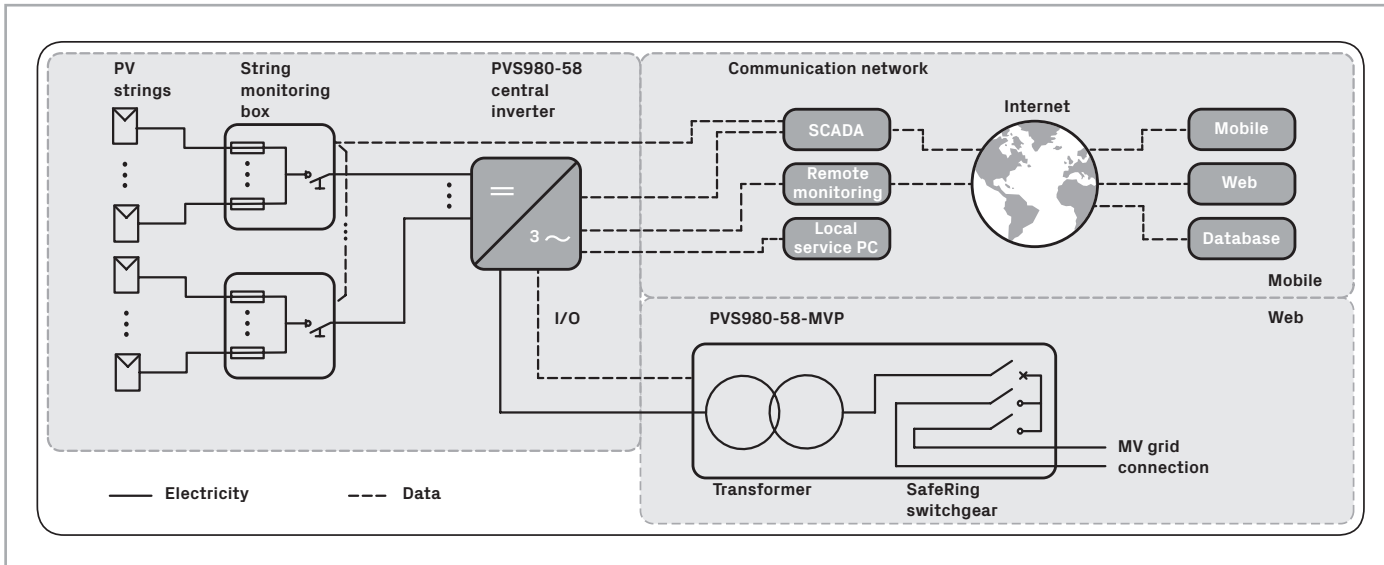 PV
strings
String
monitoring
box
PVS980-58
central
inverter
3
I/O
Communication network
SCADA
Remote
monitoring
Local
service PC
Internet
Mobile
Web
Database
Mobile
Web
PVS980-58-MVP
Transformer
SafeRing
switchgear
MV grid
connection
Electricity
Data